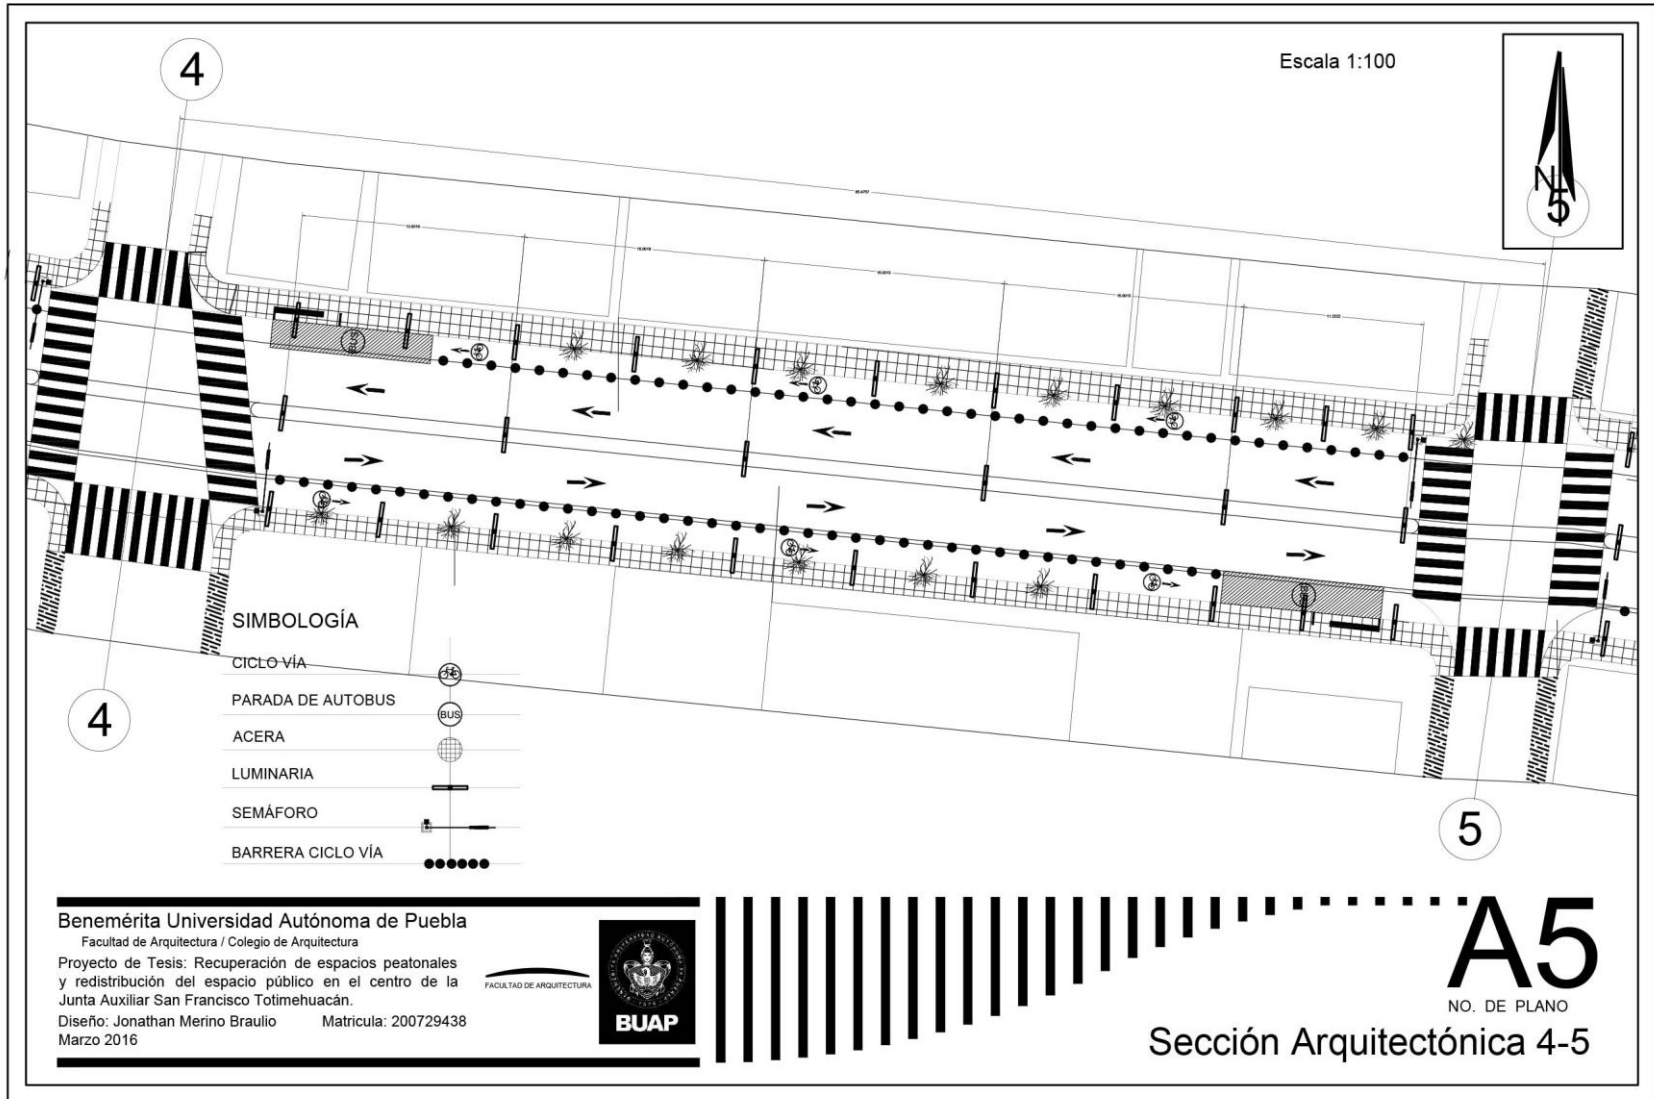 4
Escala 1:100
N
5
BUS
BUS
SIMBOLOGÍA
CICLO VÍA
PARADA DE AUTOBUS
BUS
ACERA
LUMINARIA
SEMÁFORO
BARRERA CICLO VÍA
4
5
Benemérita Universidad Autónoma de Puebla
Facultad de Arquitectura / Colegio de Arquitectura
Proyecto de Tesis: Recuperación de espacios peatonales
y redistribución del espacio público en el centro de la
Junta Auxiliar San Francisco Totimehuacán.
Diseño: Jonathan Merino Braulio Matricula: 200729438
Marzo 2016
FACULTAD DE ARQUITECTURA
BUAP
A5
NO. DE PLANO
Sección Arquitectónica 4-5